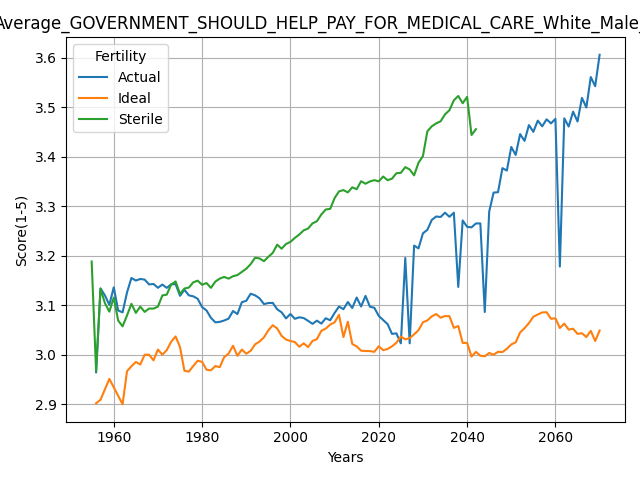 Average_GOVERNMENT_SHOULD_HELP_PAY_FOR_MEDICAL_CARE_White_Male_
Fertility
Actual
Ideal
Sterile
Score(1-5)
3.6
3.5
3.4
3.3
3.2
3.1
3.0
2.9
1960 1980 2000 2020 2040 2060
Years